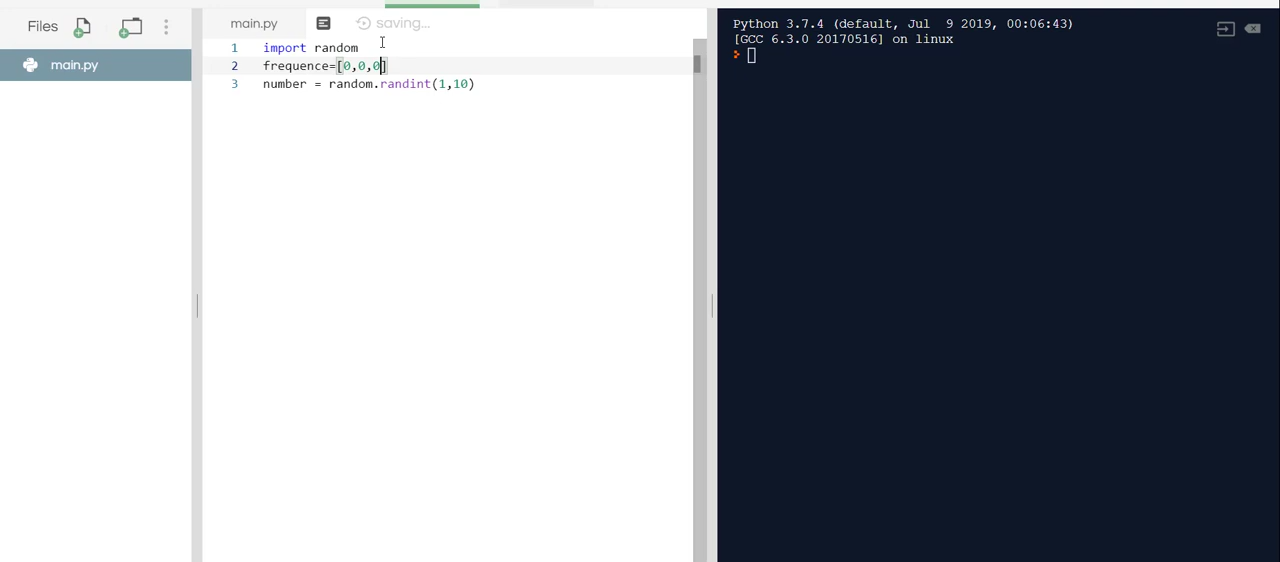 Files
main.py
saving...
main.py
1 import random
2 frequence=[0,0,0]
3 number = random.randint(1,10)
Python 3.7.4 (default, Jul  9 2019, 00:06:43)
[GCC 6.3.0 20170516] on linux